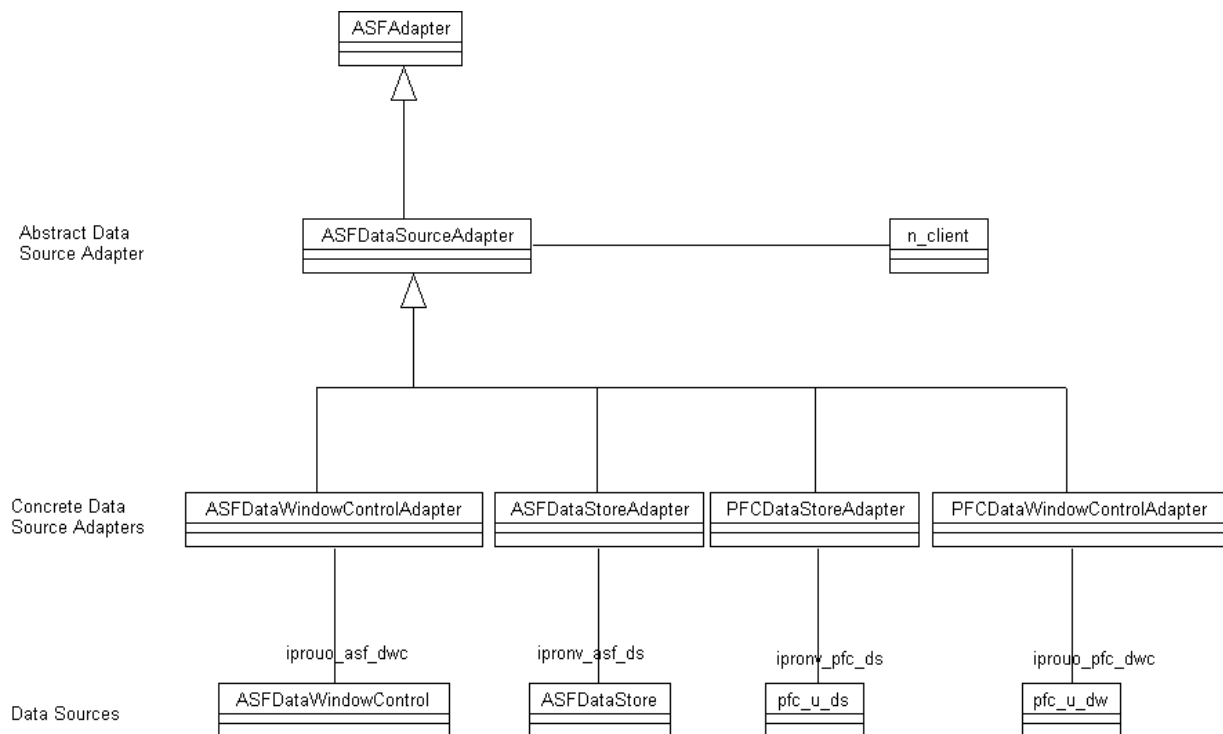 ASFAdapter
Abstract Data
Source Adapter
ASFDataSourceAdapter
n_client
Concrete Data
Source Adapters
ASFDataWindowControlAdapter
ASFDataStoreAdapter
PFCDataStoreAdapter
PFCDataWindowControlAdapter
iprouo_asf_dwc
ipronv_asf_ds
ipronv_pfc_ds
iprouo_pfc_dwc
Data Sources
ASFDataWindowControl
ASFDataStore
pfc_u_ds
pfc_u_dw